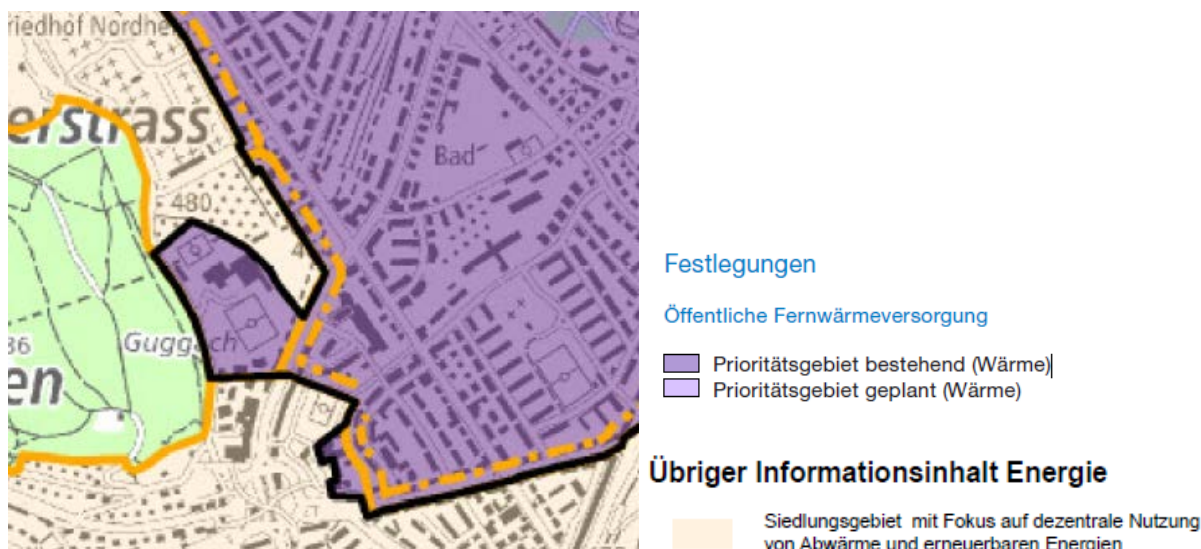 riedhof Nordhe
erstrass
Bad
480
4
Guggach
36
en
Festlegungen
Öffentliche Fernwärmeversorgung
Prioritätsgebiet bestehend (Wärme)
Prioritätsgebiet geplant (Wärme)
Übriger Informationsinhalt Energie
Siedlungsgebiet mit Fokus auf dezentrale Nutzung
von Abwärme und erneuerbaren Energien